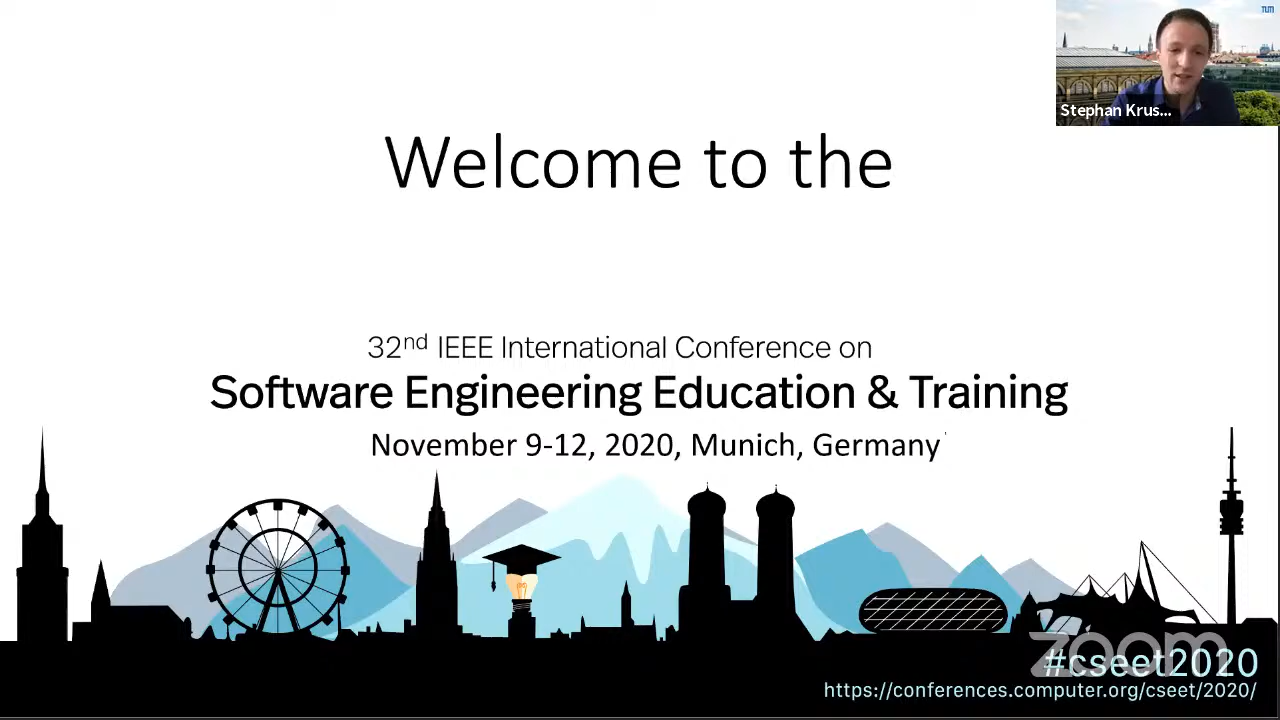 TUM
Stephan Krus...
Welcome to the
32nd IEEE International Conference on
Software Engineering Education & Training
November 9-12, 2020, Munich, Germany
zoom
#cseet2020
https://conferences.computer.org/cseet/2020/